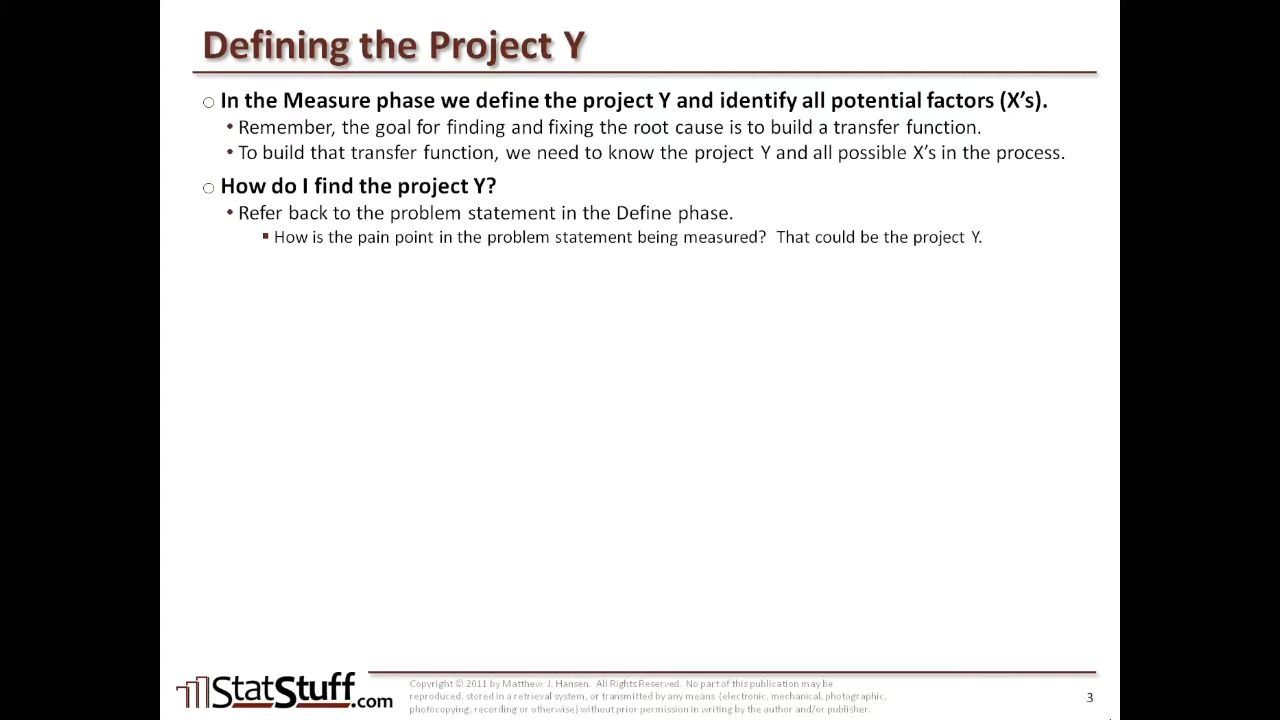 Defining the Project Y
In the Measure phase we define the project Y and identify all potential factors (X's).
Remember, the goal for finding and fixing the root cause is to build a transfer function.
To build that transfer function, we need to know the project Y and all possible X's in the process.
How do I find the project Y?
Refer back to the problem statement in the Define phase.
How is the pain point in the problem statement being measured? That could be the project Y.
StatStuff.com
Copyright © 2011 by Matthew J. Hansen. All Rights Reserved. No part of this publication may be
reproduced, stored in a retrieval system, or transmitted by any means (electronic, mechanical, photographic,
photocopying, recording or otherwise) without prior permission in writing by the author and/or publisher.
3